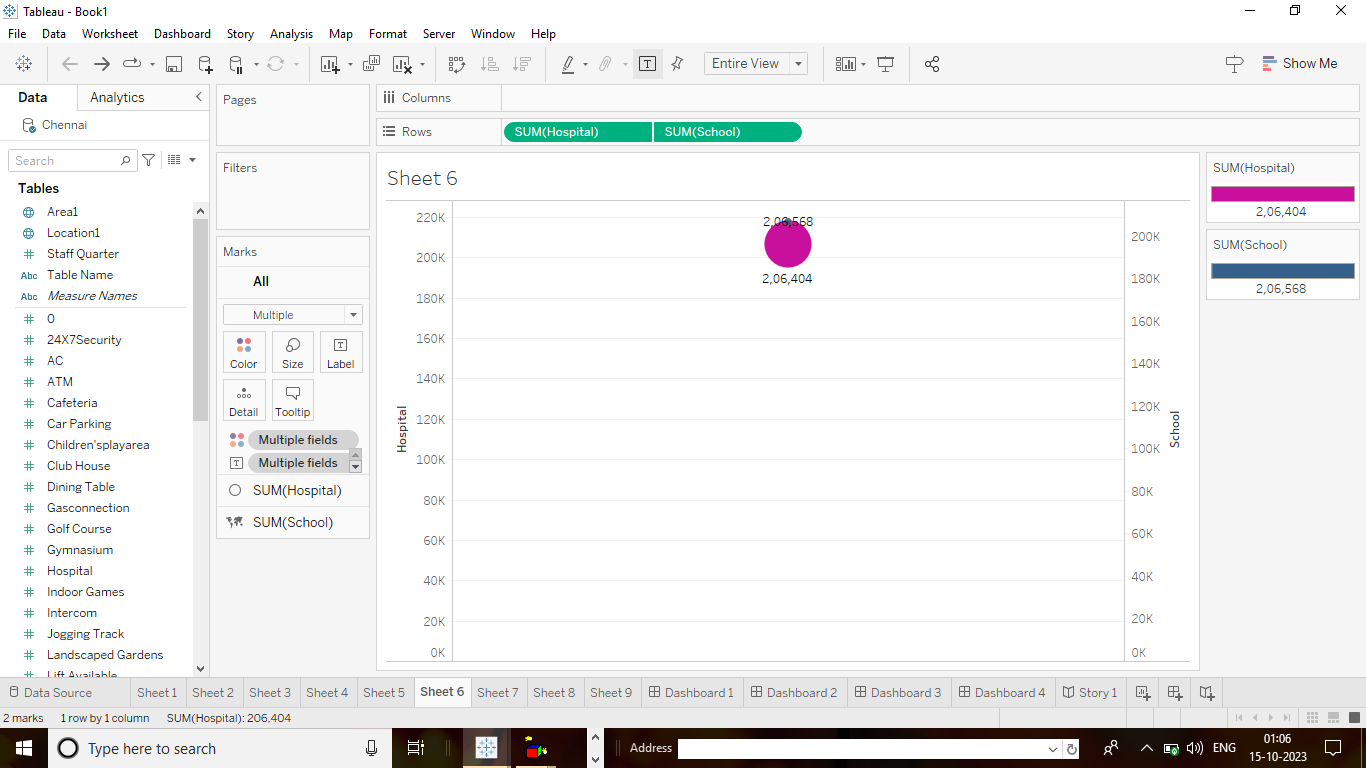 Tableau - Book1
File Data Worksheet Dashboard Story Analysis Map Format Server Window Help
Entire View
Show Me
Data Analytics
Chennai
Search
Tables
Area1
Location1
Staff Quarter
Abc Table Name
Abc Measure Names
0
24X7Security
AC
ATM
Cafeteria
Car Parking
Children'splayarea
Club House
Dining Table
Gasconnection
Golf Course
Gymnasium
Hospital
Indoor Games
Intercom
Jogging Track
Landscaped Gardens
Lift Available
Pages
Filters
Marks
All
Multiple
Color Size Label
Detail Tooltip
Multiple fields
Multiple fields
SUM(Hospital)
SUM(School)
Columns
Rows SUM(Hospital) SUM(School)
Sheet 6
Hospital
220K
200K
180K
160K
140K
120K
100K
80K
60K
40K
20K
0K
2,06,568
2,06,404
200K
180K
160K
140K
120K
100K
80K
60K
40K
20K
0K
School
SUM(Hospital)
2,06,404
SUM(School)
2,06,568
Data Source Sheet 1 Sheet 2 Sheet 3 Sheet 4 Sheet 5 Sheet 6 Sheet 7 Sheet 8 Sheet 9 Dashboard 1 Dashboard 2 Dashboard 3 Dashboard 4 Story 1
2 marks 1 row by 1 column SUM(Hospital): 206,404
Type here to search
Address
ENG
01:06
15-10-2023